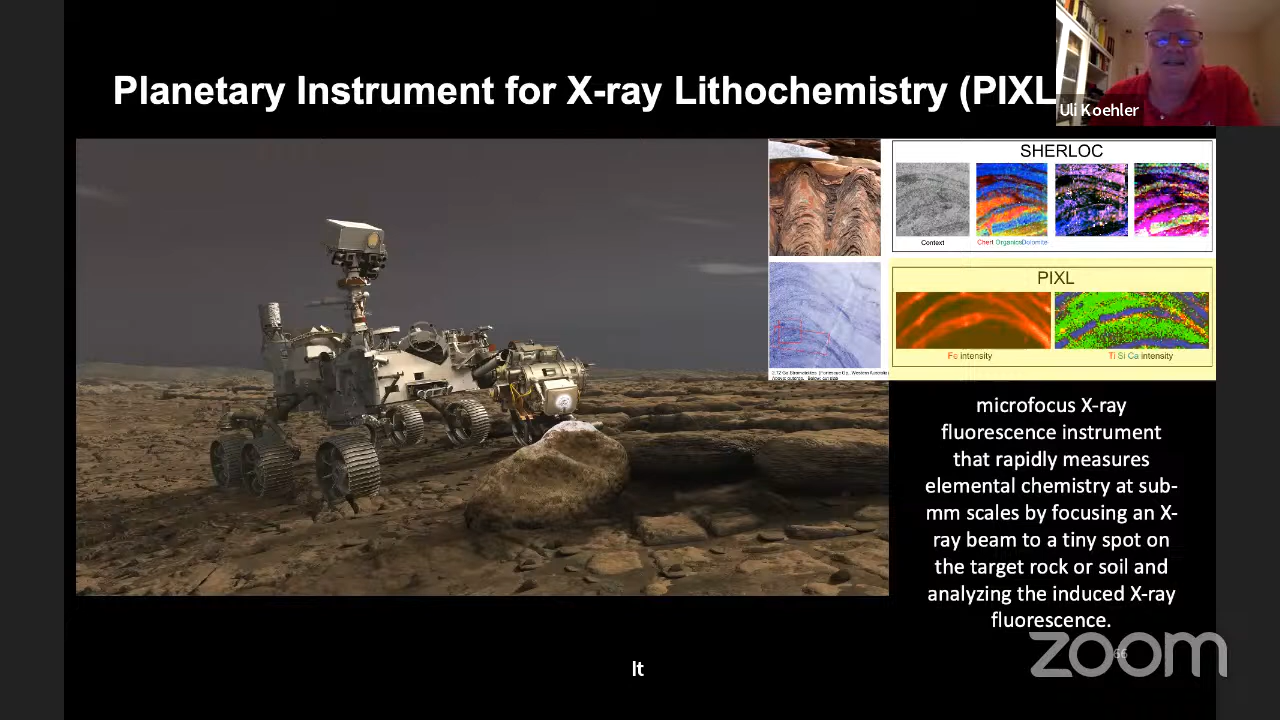 Planetary Instrument for X-ray Lithochemistry (PIXL
Uli Koehler
SHERLOC
Context
Chert Organics Dolomite
PIXL
Fe intensity
Ti Si Ca intensity
microfocus X-ray
fluorescence instrument
that rapidly measures
elemental chemistry at sub-
mm scales by focusing an X-
ray beam to a tiny spot on
the target rock or soil and
analyzing the induced X-ray
fluorescence.
66
zoom
It